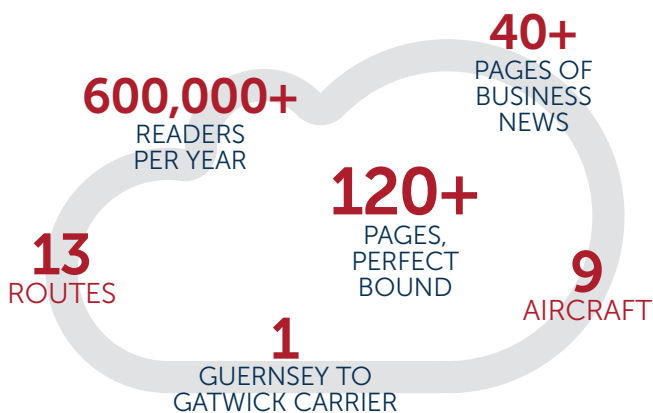 40+
PAGES OF
BUSINESS
NEWS
600,000+
READERS
PER YEAR
120+
PAGES,
PERFECT
BOUND
13
ROUTES
9
AIRCRAFT
1
GUERNSEY TO
GATWICK CARRIER